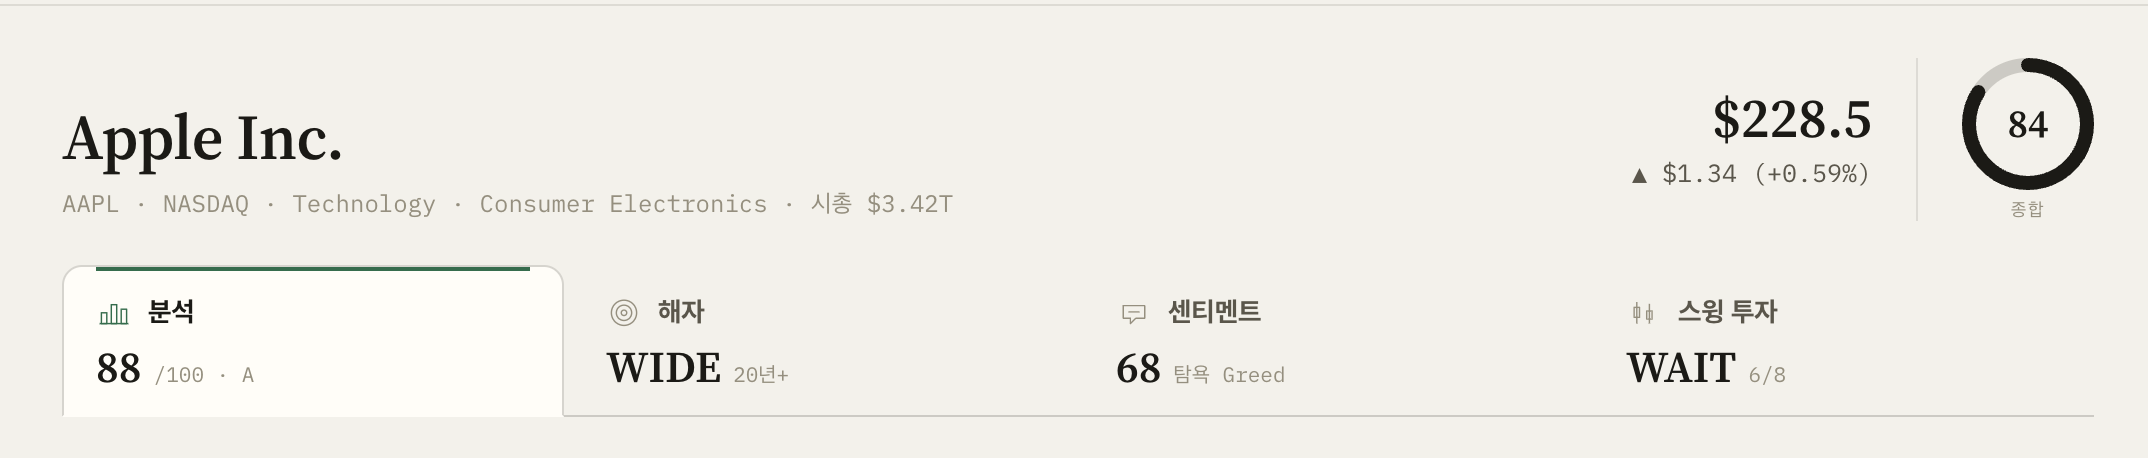 Apple Inc.
AAPL · NASDAQ · Technology · Consumer Electronics · 시총 $3.42T
$228.5
▲ $1.34 (+0.59%)
84
종합
분석
88 /100 · A
해자
WIDE 20년+
센티멘트
68 탐욕 Greed
스윙 투자
WAIT 6/8